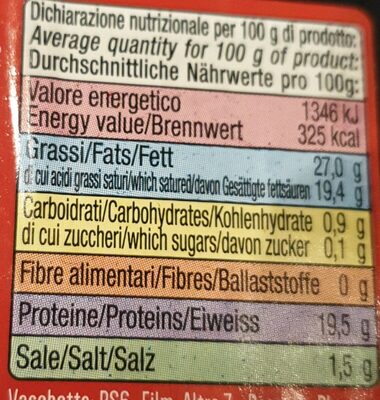 Dichiarazione nutrizionale per 100 g di prodotto:
Average quantity for 100 g of product:
Durchschnittliche Nährwerte pro 100g:
Valore energetico 1346 kJ
Energy value/Brennwert 325 kcal
Grassi/Fats/Fett 27,0 g
di cui acidi grassi saturi/which satured/davon Gesättigte fettsäuren 19,4 g
Carboidrati/Carbohydrates/Kohlenhydrate 0,9 g
di cui zuccheri/which sugars/davon zucker 0,1 g
Fibre alimentari/Fibres/Ballaststoffe 0 g
Proteine/Proteins/Eiweiss 19,5 g
Sale/Salt/Salz 1,5 g